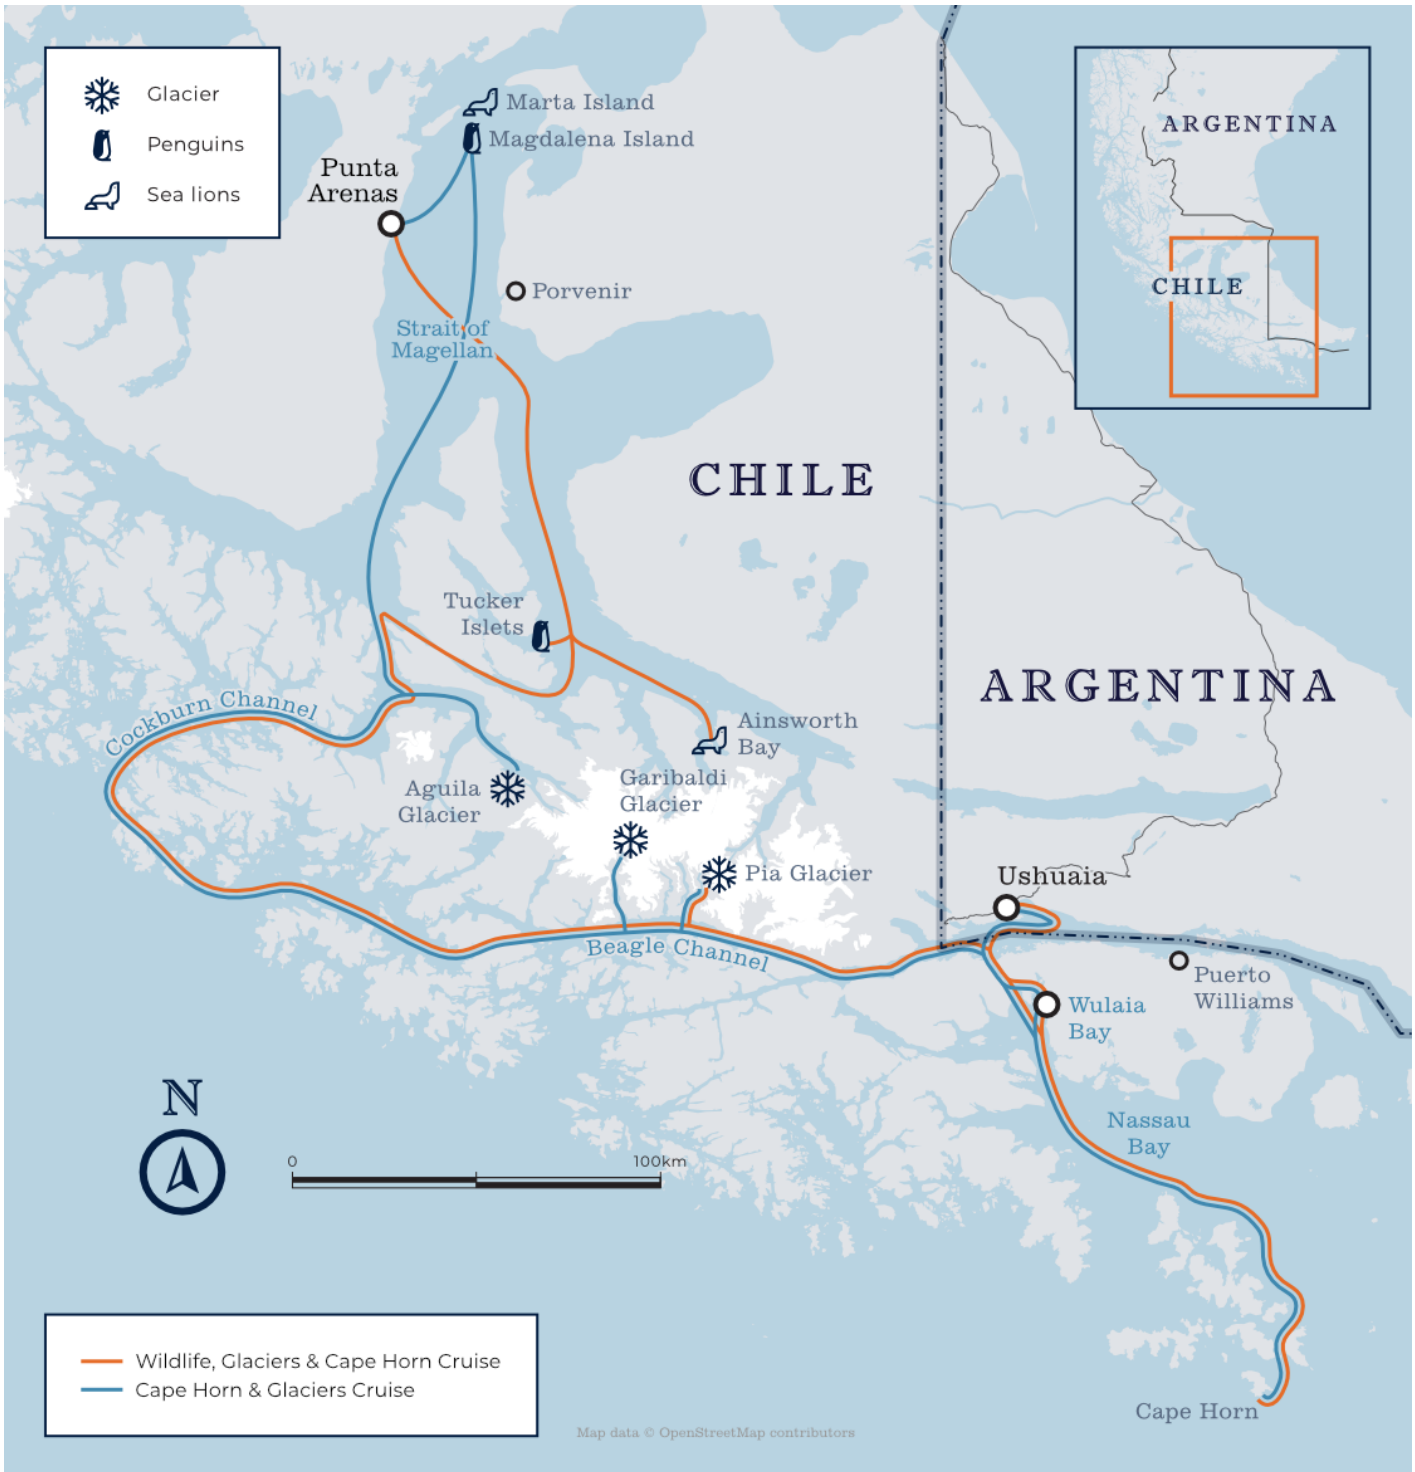 Glacier
Penguins
Sea lions
Marta Island
Magdalena Island
Punta
Arenas
Porvenir
Strait of
Magellan
ARGENTINA
CHILE
CHILE
Tucker
Islets
ARGENTINA
Cockburn Channel
Ainsworth
Bay
Aguila
Glacier
Garibaldi
Glacier
Pia Glacier
Ushuaia
Beagle Channel
Puerto
Williams
Wulaia
Bay
N
Nassau
Bay
0
100km
Wildlife, Glaciers & Cape Horn Cruise
Cape Horn & Glaciers Cruise
Cape Horn
Map data © OpenStreetMap contributors